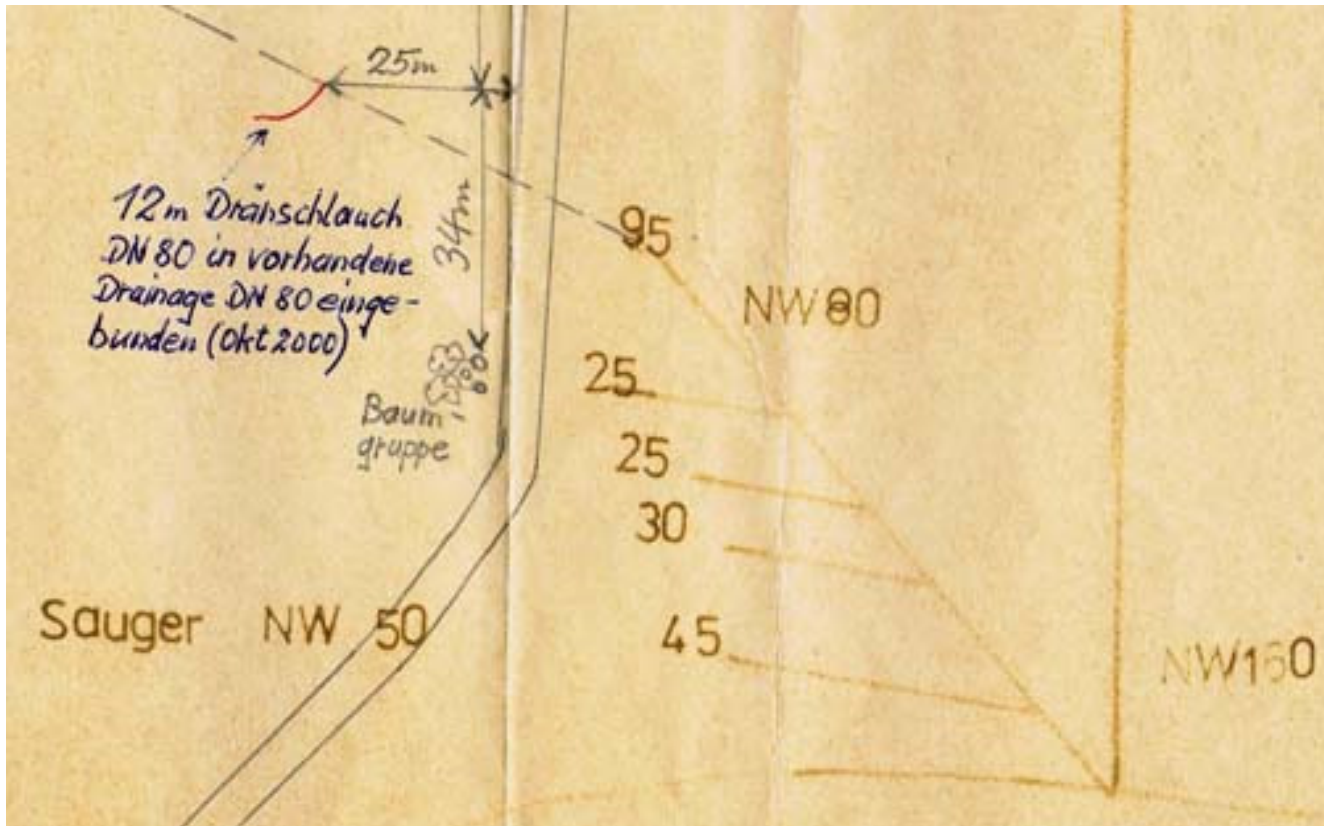 25m
12m Dränschlauch
DN 80 in vorhandene
Drainage DN 80 einge-
bunden (Okt 2000)
34m
95
NW 80
25
Baum
gruppe
25
30
Sauger NW 50
45
NW160